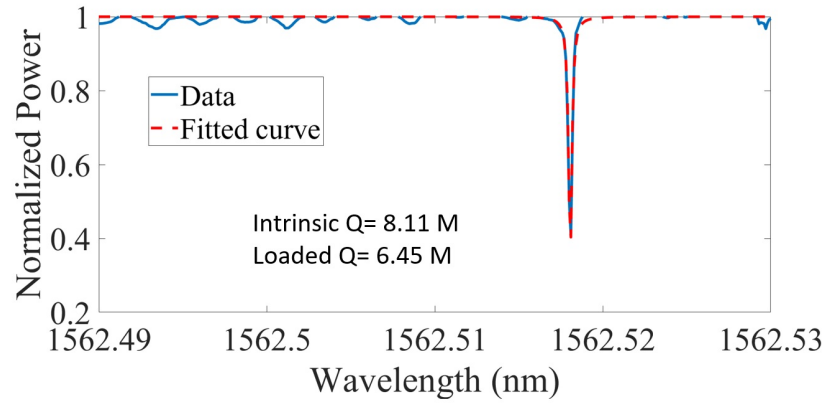 1
0.8
0.6
0.4
0.2
Normalized Power
Data
Fitted curve
Intrinsic Q= 8.11 M
Loaded Q= 6.45 M
1562.49 1562.5 1562.51 1562.52 1562.53
Wavelength (nm)